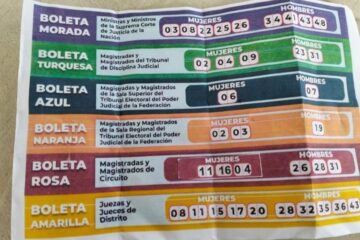 BOLETA MORADA
Ministras y Ministros de la Suprema Corte de Justicia de la Nación
MUJERES
03 08 22 25 26
HOMBRES
34 41 43 48
BOLETA TURQUESA
Magistradas y Magistrados del Tribunal de Disciplina Judicial
MUJERES
02 04 09
HOMBRES
23 31
BOLETA AZUL
Magistradas y Magistrados de la Sala Superior del Tribunal Electoral del Poder Judicial de la Federación
MUJERES
06
HOMBRES
07
BOLETA NARANJA
Magistradas y Magistrados de la Sala Regional del Tribunal Electoral del Poder Judicial de la Federación
MUJERES
02 03
HOMBRES
19
BOLETA ROSA
Magistradas y Magistrados de Circuito
MUJERES
11 16 04
HOMBRES
26 28 31
BOLETA AMARILLA
Juezas y Jueces de Distrito
MUJERES
08 11 15 17 20
HOMBRES
28 32 35 36 43